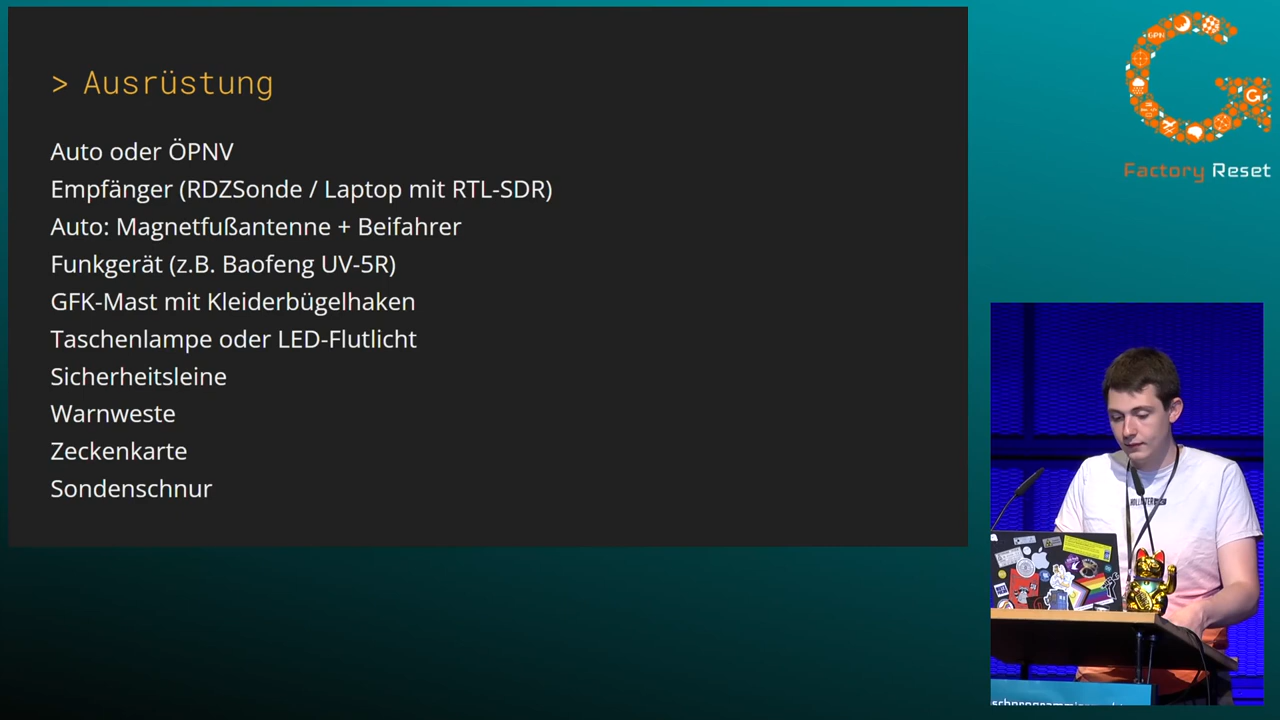 > Ausrüstung
Auto oder ÖPNV
Empfänger (RDZSonde / Laptop mit RTL-SDR)
Auto: Magnetfußantenne + Beifahrer
Funkgerät (z.B. Baofeng UV-5R)
GFK-Mast mit Kleiderbügelhaken
Taschenlampe oder LED-Flutlicht
Sicherheitsleine
Warnweste
Zeckenkarte
Sondenschnur
GPN
G
Factory Reset